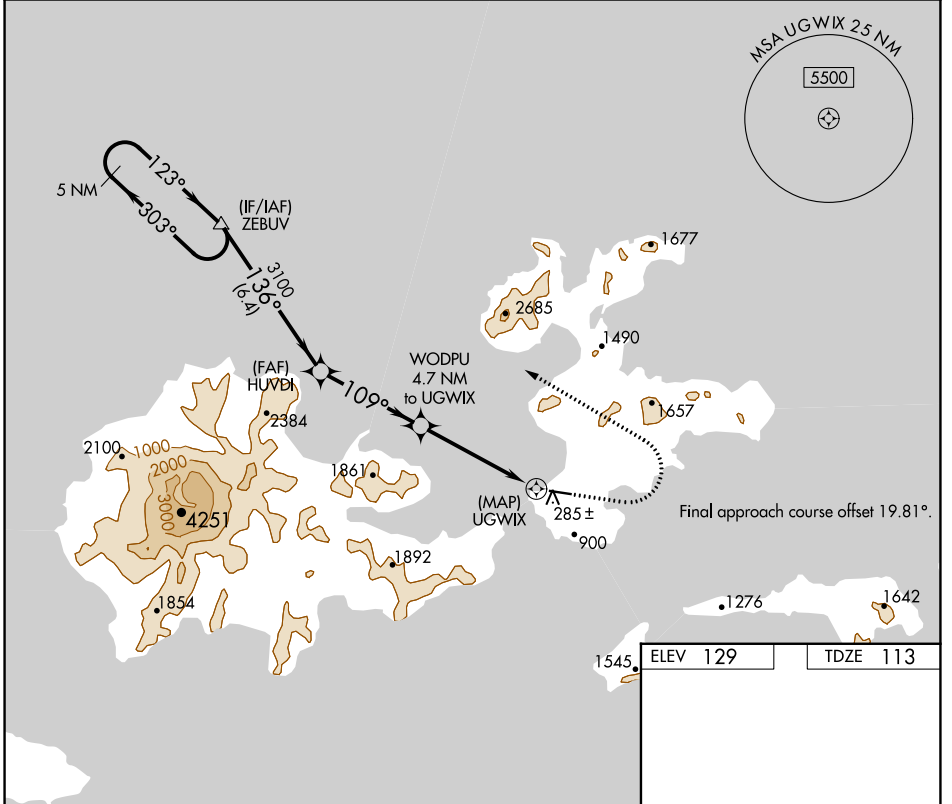 MSA UGWIX 25 NM
5500
123°
5 NM
303°
(IF/IAF)
ZEBUV
3100
136°
(6.4)
1677
2685
1490
(FAF)
HUVDI
WODPU
4.7 NM
to UGWIX
109°
1657
2384
2100
1000
2000
3000
4251
1861
(MAP)
UGWIX
285±
Final approach course offset 19.81°.
900
1892
1854
1276
1642
1545
ELEV 129
TDZE 113